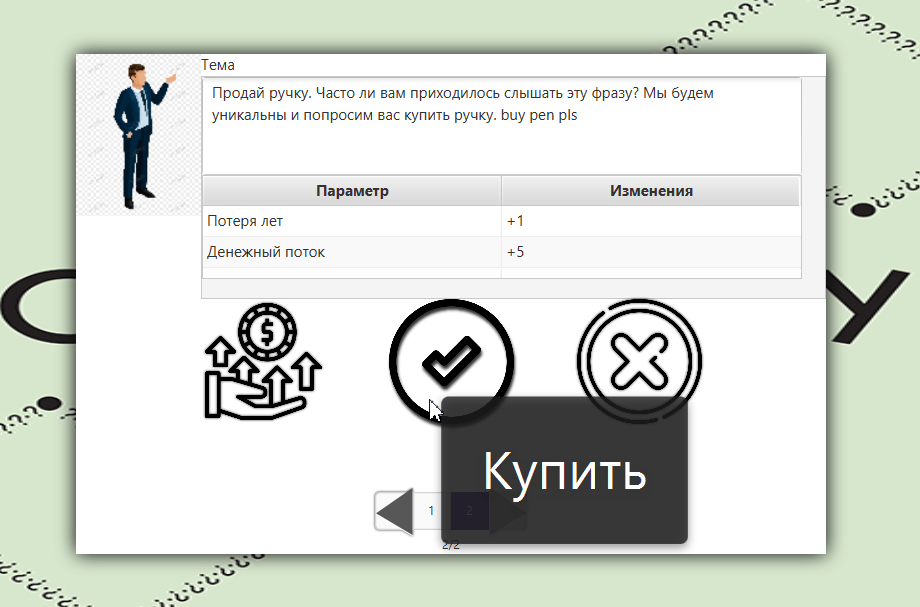 Тема
Продай ручку. Часто ли вам приходилось слышать эту фразу? Мы будем
уникальны и попросим вас купить ручку. buy pen pls
Параметр Изменения
Потеря лет +1
Денежный поток +5
$
Купить
1 2
2/2